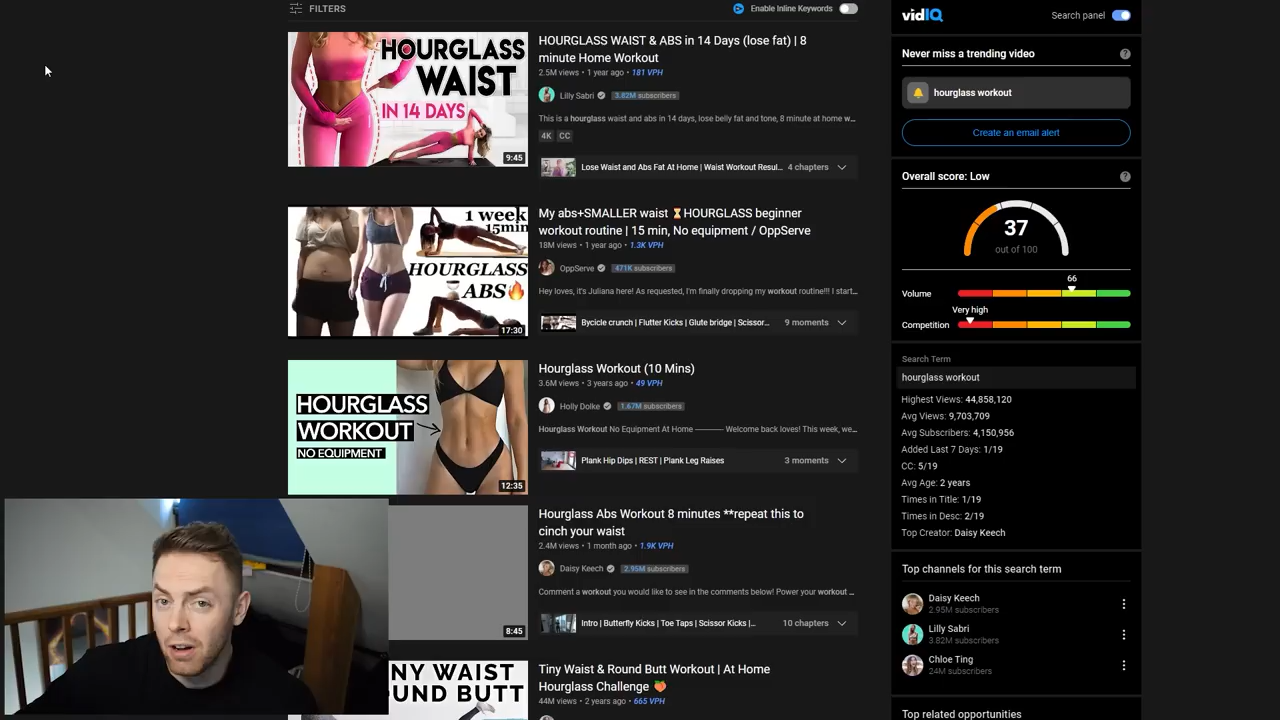 FILTERS
Enable Inline Keywords
HOURGLASS
WAIST
IN 14 DAYS
9:45
HOURGLASS WAIST & ABS in 14 Days (lose fat) | 8
minute Home Workout
2.5M views • 1 year ago • 181 VPH
Lilly Sabri 3.82M subscribers
This is a hourglass waist and abs in 14 days, lose belly fat and tone, 8 minute at home w...
4K CC
Lose Waist and Abs Fat At Home | Waist Workout Resul... 4 chapters
1 week
15min
HOURGLASS
ABS🔥
17:30
My abs+SMALLER waist ⏳HOURGLASS beginner
workout routine | 15 min, No equipment / OppServe
18M views • 1 year ago • 1.3K VPH
OppServe 471K subscribers
Hey loves, it's Juliana here! As requested, I'm finally dropping my workout routine!!! I start...
Bycicle crunch | Flutter Kicks | Glute bridge | Scissor... 9 moments
HOURGLASS
WORKOUT
NO EQUIPMENT
12:35
Hourglass Workout (10 Mins)
3.6M views • 3 years ago • 49 VPH
Holly Dolke 1.67M subscribers
Hourglass Workout No Equipment At Home ———– Welcome back loves! This week, we...
Plank Hip Dips | REST | Plank Leg Raises 3 moments
8:45
Hourglass Abs Workout 8 minutes **repeat this to
cinch your waist
2.4M views • 1 month ago • 1.9K VPH
Daisy Keech 2.95M subscribers
Comment a workout you would like to see in the comments below! Power your workout ...
Intro | Butterfly Kicks | Toe Taps | Scissor Kicks |... 10 chapters
NY WAIST
UND BUTT
Tiny Waist & Round Butt Workout | At Home
Hourglass Challenge 🍑
44M views • 2 years ago • 665 VPH
vidIQ
Search panel
Never miss a trending video ?
hourglass workout
Create an email alert
Overall score: Low ?
37
out of 100
66
Volume
Very high
Competition
Search Term
hourglass workout
Highest Views: 44,858,120
Avg Views: 9,703,709
Avg Subscribers: 4,150,956
Added Last 7 Days: 1/19
CC: 5/19
Avg Age: 2 years
Times in Title: 1/19
Times in Desc: 2/19
Top Creator: Daisy Keech
Top channels for this search term
Daisy Keech
2.95M subscribers
Lilly Sabri
3.82M subscribers
Chloe Ting
24M subscribers
Top related opportunities